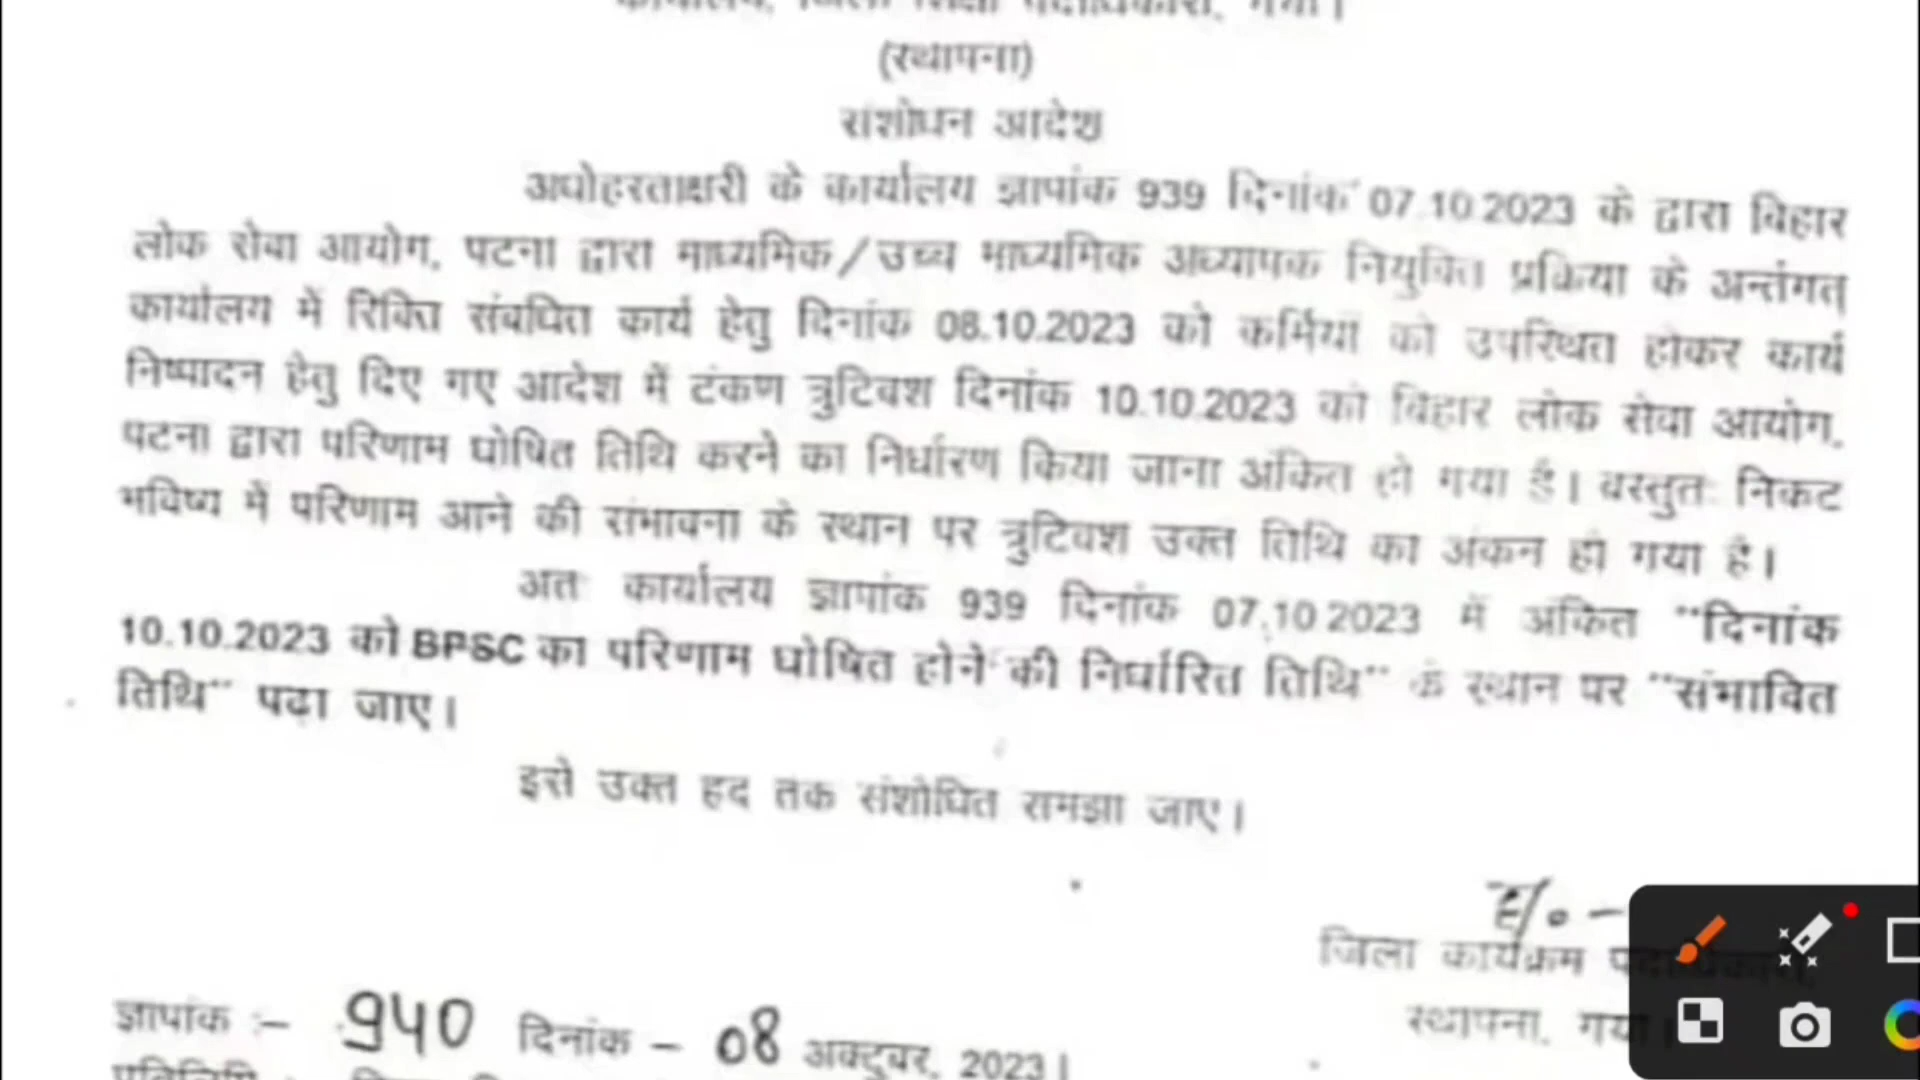 कार्यालय, जिला शिक्षा पदाधिकारी, गया।
(स्थापना)
संशोधन आदेश
अधोहस्ताक्षरी के कार्यालय ज्ञापांक 939 दिनांक 07.10.2023 के द्वारा बिहार
लोक सेवा आयोग, पटना द्वारा माध्यमिक/उच्च माध्यमिक अध्यापक नियुक्ति प्रक्रिया के अन्तंगत्
कार्यालय में रिक्ति संबधित कार्य हेतु दिनांक 08.10.2023 को कर्मियों को उपस्थित होकर कार्य
निष्पादन हेतु दिए गए आदेश में टंकण त्रुटिवश दिनांक 10.10.2023 को बिहार लोक सेवा आयोग,
पटना द्वारा परिणाम घोषित तिथि करने का निर्धारण किया जाना अंकित हो गया है। वस्तुतः निकट
भविष्य में परिणाम आने की संभावना के स्थान पर त्रुटिवश उक्त तिथि का अंकन हो गया है।
अतः कार्यालय ज्ञापांक 939 दिनांक 07.10.2023 में अंकित "दिनांक
10.10.2023 को BPSC का परिणाम घोषित होने की निर्धारित तिथि" के स्थान पर "संभावित
तिथि" पढा जाए।
इसे उक्त हद तक संशोधित समझा जाए।
जिला कार्यक्रम पदाधिकारी,
स्थापना, गया।
ज्ञापांक :- 940 दिनांक - 08 अक्टुबर, 2023।